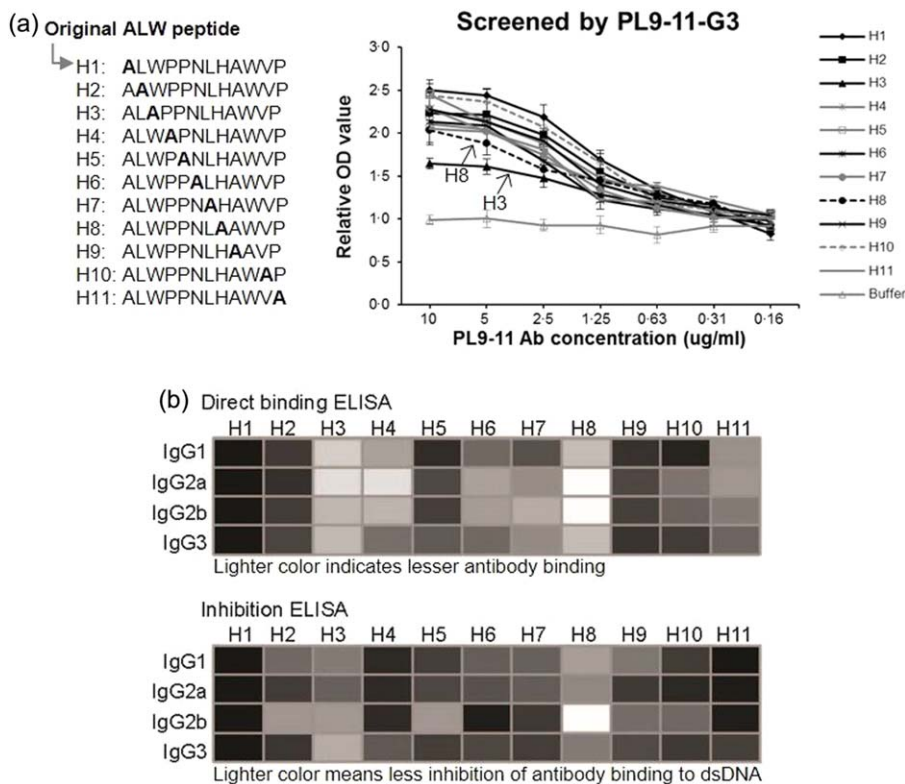 (a) Original ALW peptide
H1: ALWPPNLHAWVP
H2: AAWPPNLHAWVP
H3: ALAPPNLHAWVP
H4: ALWAPNLHAWVP
H5: ALWPANLHAWVP
H6: ALWPPALHAWVP
H7: ALWPPNAHAWVP
H8: ALWPPNLAAWVP
H9: ALWPPNLHAAVP
H10: ALWPPNLHAWAP
H11: ALWPPNLHAWVA
Screened by PL9-11-G3
Relative OD value
3·0
2·5
2·0
1·5
1·0
0·5
0·0
H8
H3
10 5 2·5 1·25 0·63 0·31 0·16
PL9-11 Ab concentration (ug/ml)
H1
H2
H3
H4
H5
H6
H7
H8
H9
H10
H11
Buffer
(b) Direct binding ELISA
H1 H2 H3 H4 H5 H6 H7 H8 H9 H10 H11
IgG1
IgG2a
IgG2b
IgG3
Lighter color indicates lesser antibody binding
Inhibition ELISA
H1 H2 H3 H4 H5 H6 H7 H8 H9 H10 H11
IgG1
IgG2a
IgG2b
IgG3
Lighter color means less inhibition of antibody binding to dsDNA